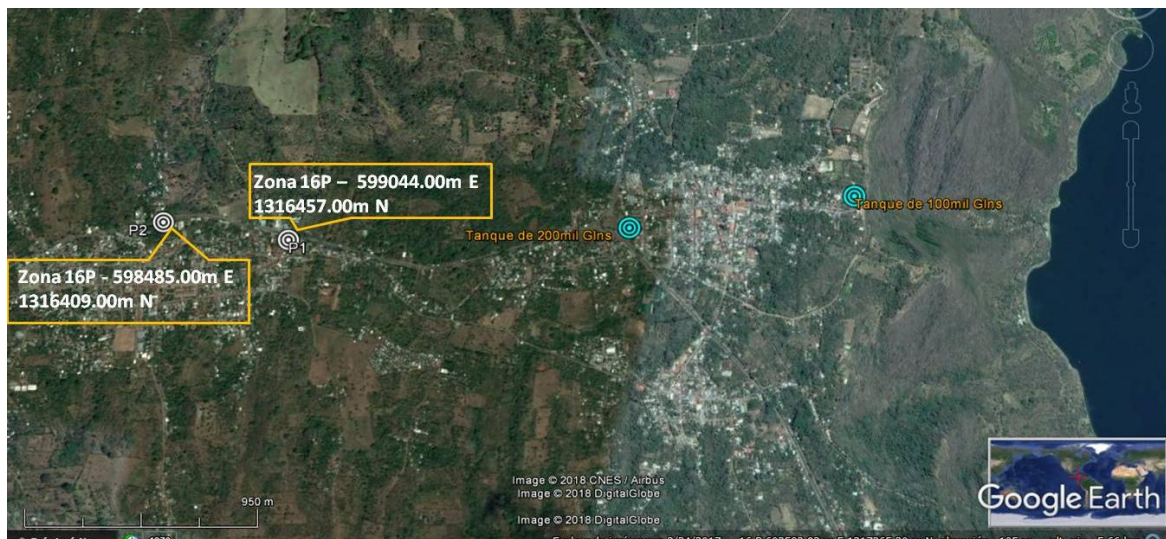 Zona 16P – 599044.00m E
1316457.00m N
P2
P1
Tanque de 200mil Glns
Tanque de 100mil Glns
Zona 16P - 598485.00m E
1316409.00m N
950 m
Image © 2018 CNES / Airbus
Image © 2018 DigitalGlobe
Image © 2018 DigitalGlobe
Google Earth